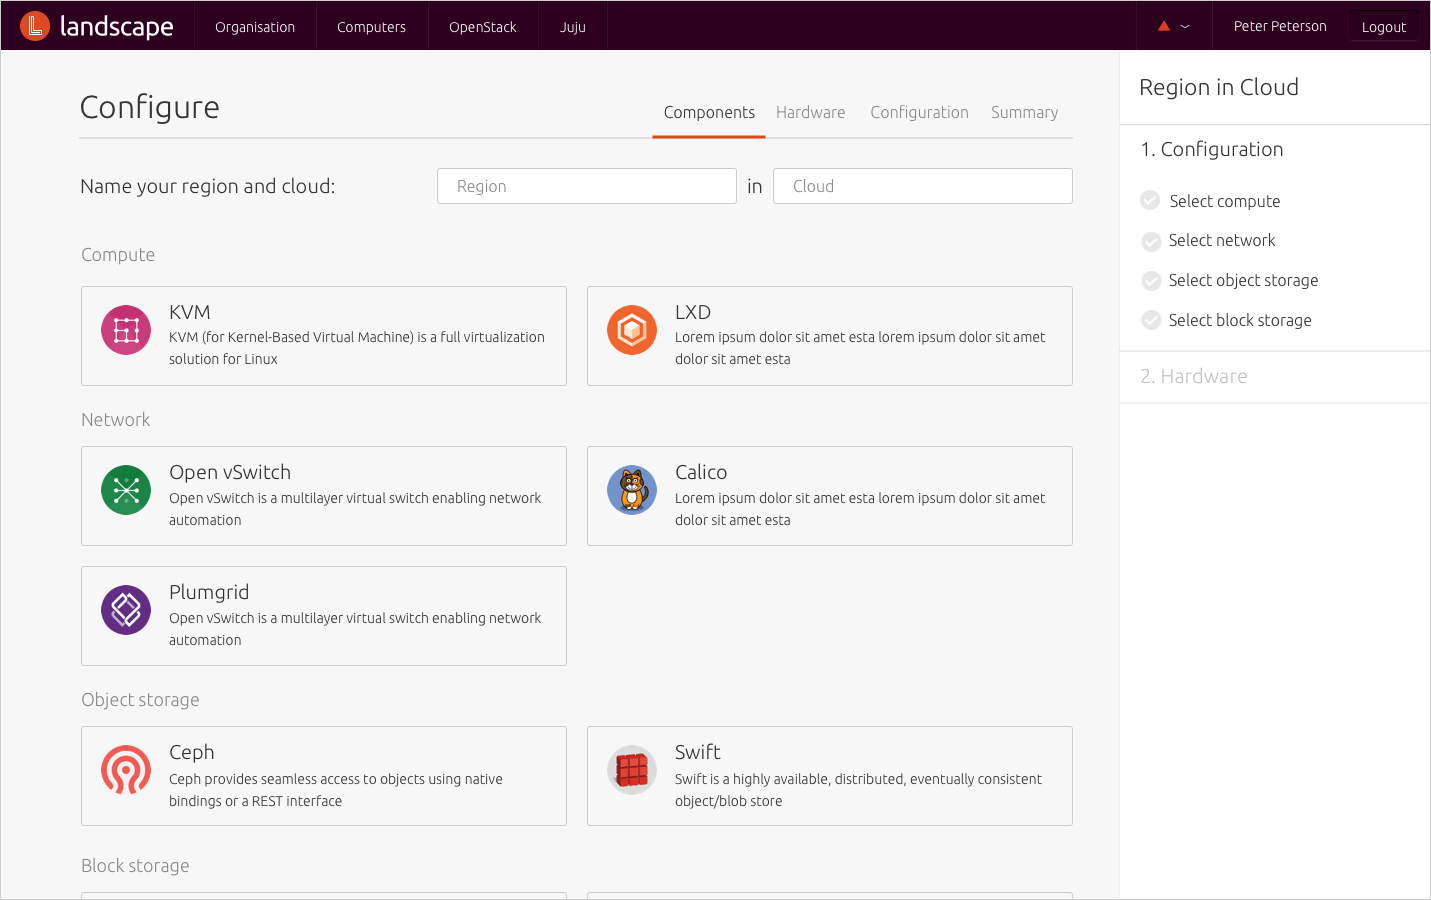 landscape
Organisation
Computers
OpenStack
Juju
Peter Peterson
Logout
Configure
Components
Hardware
Configuration
Summary
Name your region and cloud:
Region
in
Cloud
Compute
KVM
KVM (for Kernel-Based Virtual Machine) is a full virtualization
solution for Linux
LXD
Lorem ipsum dolor sit amet esta lorem ipsum dolor sit amet
dolor sit amet esta
Network
Open vSwitch
Open vSwitch is a multilayer virtual switch enabling network
automation
Calico
Lorem ipsum dolor sit amet esta lorem ipsum dolor sit amet
dolor sit amet esta
Plumgrid
Open vSwitch is a multilayer virtual switch enabling network
automation
Object storage
Ceph
Ceph provides seamless access to objects using native
bindings or a REST interface
Swift
Swift is a highly available, distributed, eventually consistent
object/blob store
Block storage
Region in Cloud
1. Configuration
Select compute
Select network
Select object storage
Select block storage
2. Hardware